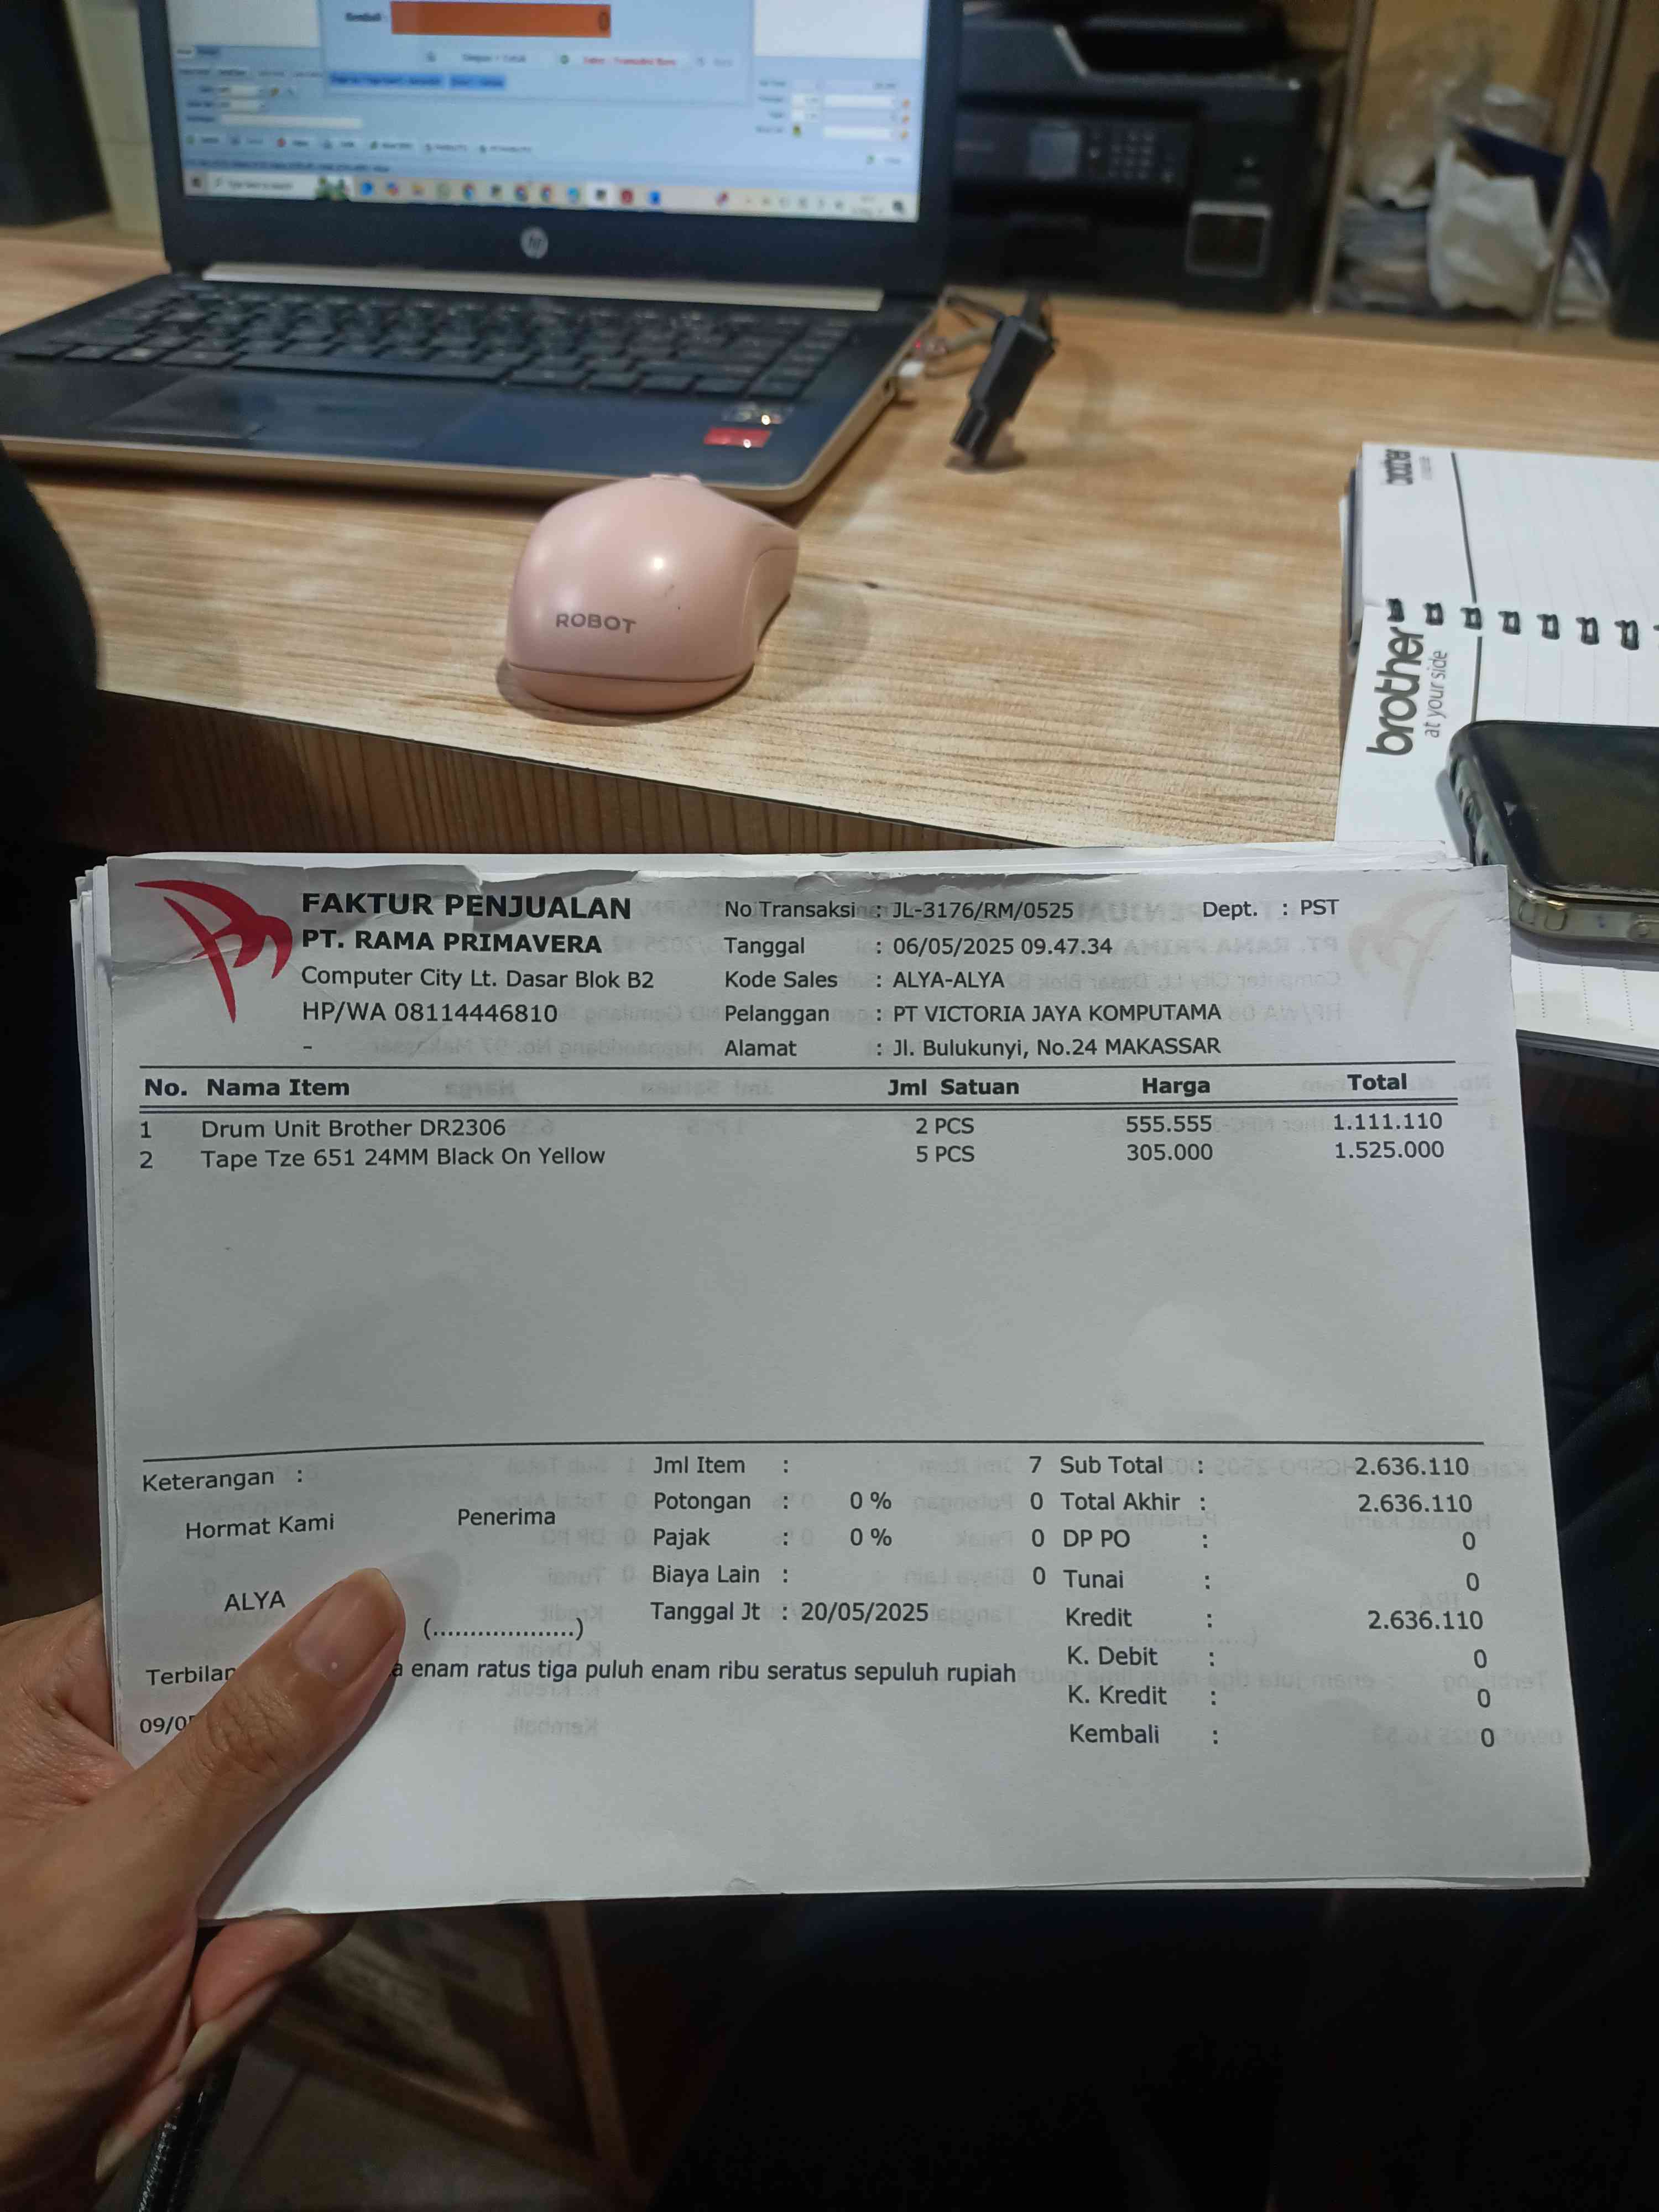 Kembali :
0
hp
ROBOT
brother
brother
at your side
FAKTUR PENJUALAN
PT. RAMA PRIMAVERA
Computer City Lt. Dasar Blok B2
HP/WA 08114446810
-
No Transaksi : JL-3176/RM/0525
Dept. : PST
Tanggal : 06/05/2025 09.47.34
Kode Sales : ALYA-ALYA
Pelanggan : PT VICTORIA JAYA KOMPUTAMA
Alamat : Jl. Bulukunyi, No.24 MAKASSAR
No. Nama Item Jml Satuan Harga Total
1 Drum Unit Brother DR2306 2 PCS 555.555 1.111.110
2 Tape Tze 651 24MM Black On Yellow 5 PCS 305.000 1.525.000
Keterangan :
Hormat Kami
Penerima
ALYA
(...................)
Jml Item : 7
Potongan : 0 % 0
Pajak : 0 % 0
Biaya Lain : 0
Tanggal Jt : 20/05/2025
Sub Total : 2.636.110
Total Akhir : 2.636.110
DP PO : 0
Tunai : 0
Kredit : 2.636.110
K. Debit : 0
K. Kredit : 0
Kembali : 0
enam ratus tiga puluh enam ribu seratus sepuluh rupiah